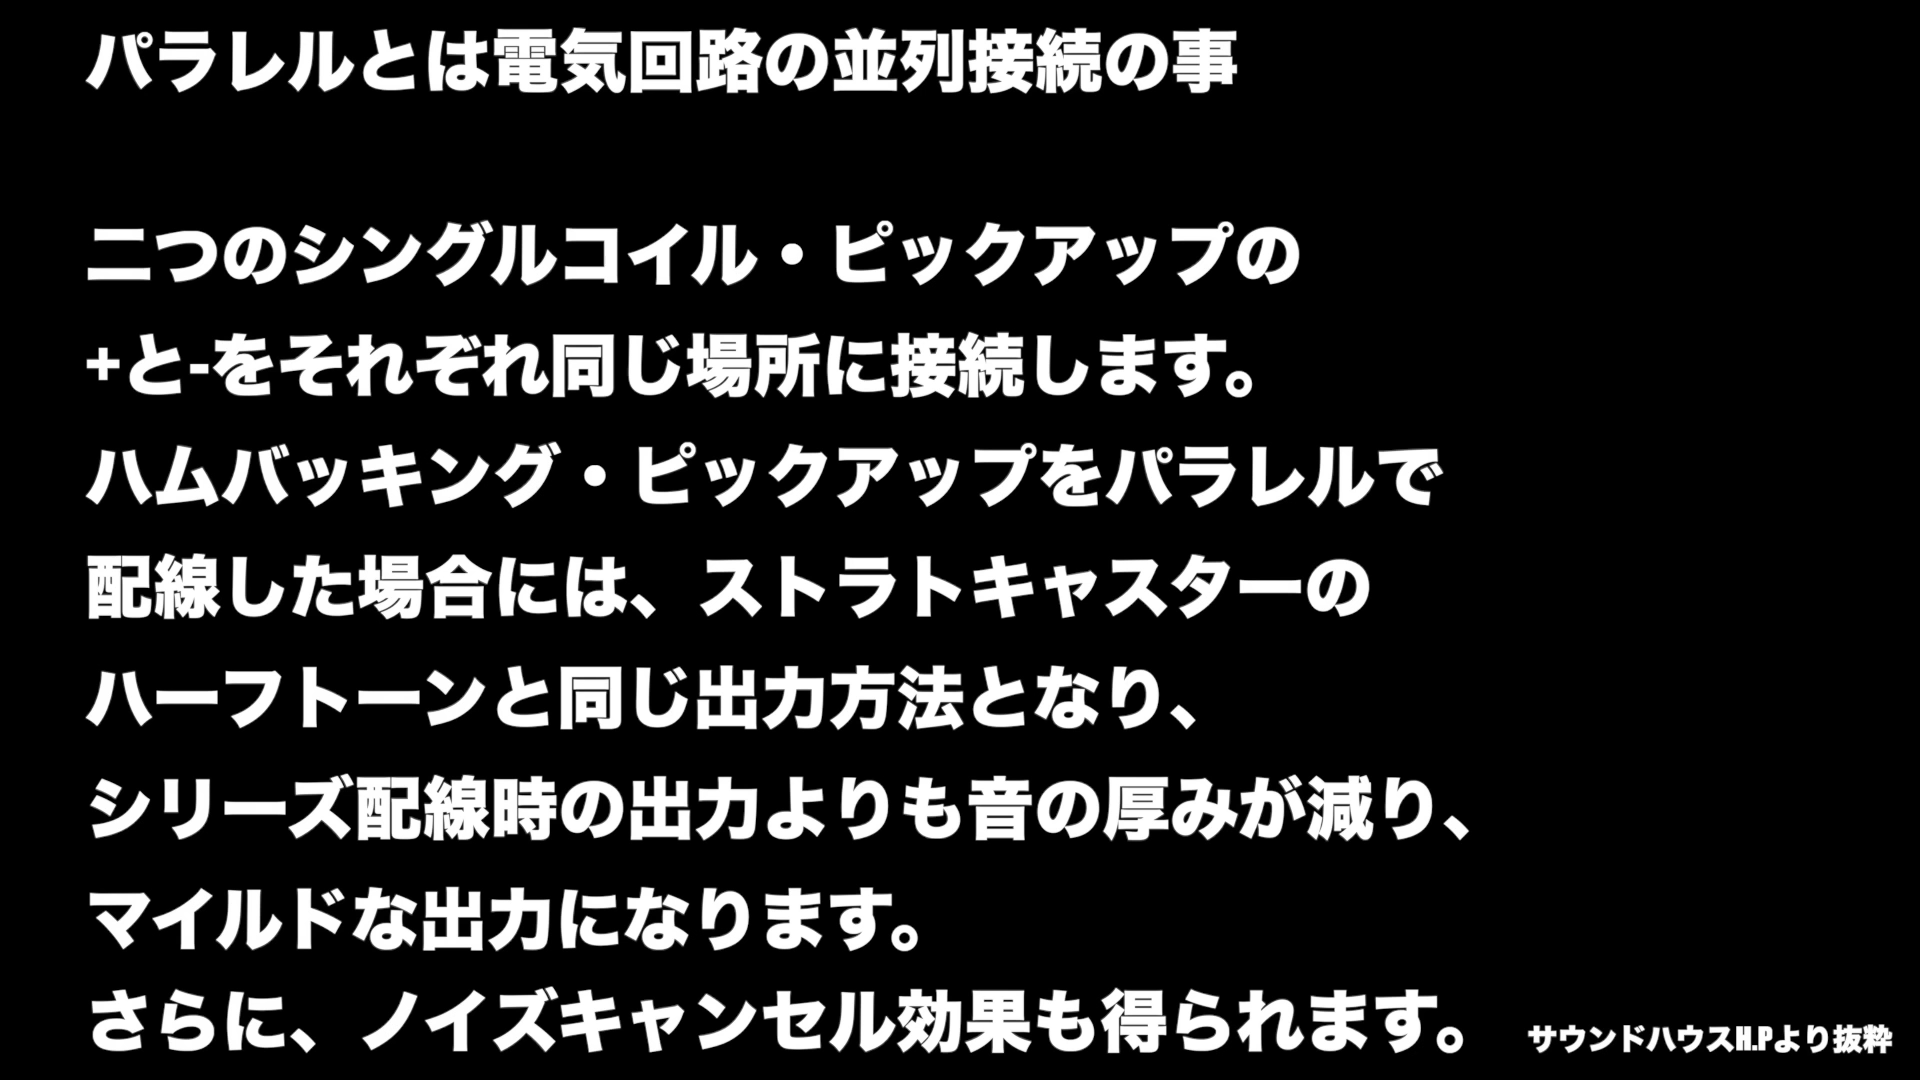 パラレルとは電気回路の並列接続の事
二つのシングルコイル・ピックアップの
+と-をそれぞれ同じ場所に接続します。
ハムバッキング・ピックアップをパラレルで
配線した場合には、ストラトキャスターの
ハーフトーンと同じ出力方法となり、
シリーズ配線時の出力よりも音の厚みが減り、
マイルドな出力になります。
さらに、ノイズキャンセル効果も得られます。
サウンドハウスH.Pより抜粋